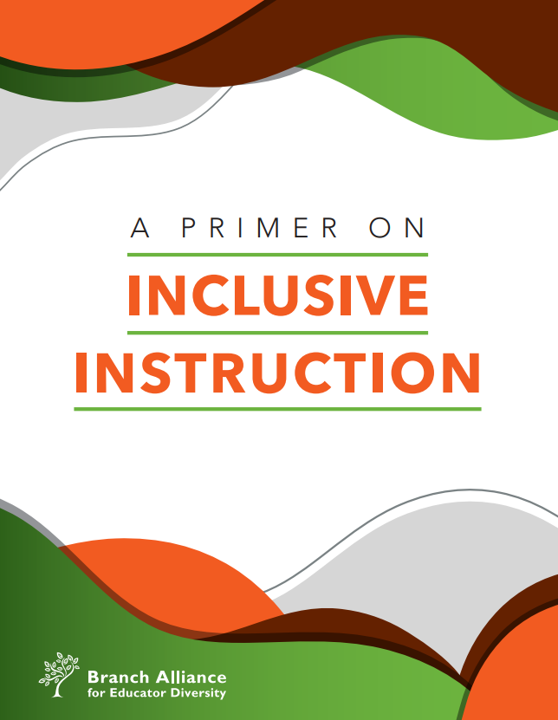 A PRIMER ON
INCLUSIVE
INSTRUCTION
Branch Alliance
for Educator Diversity